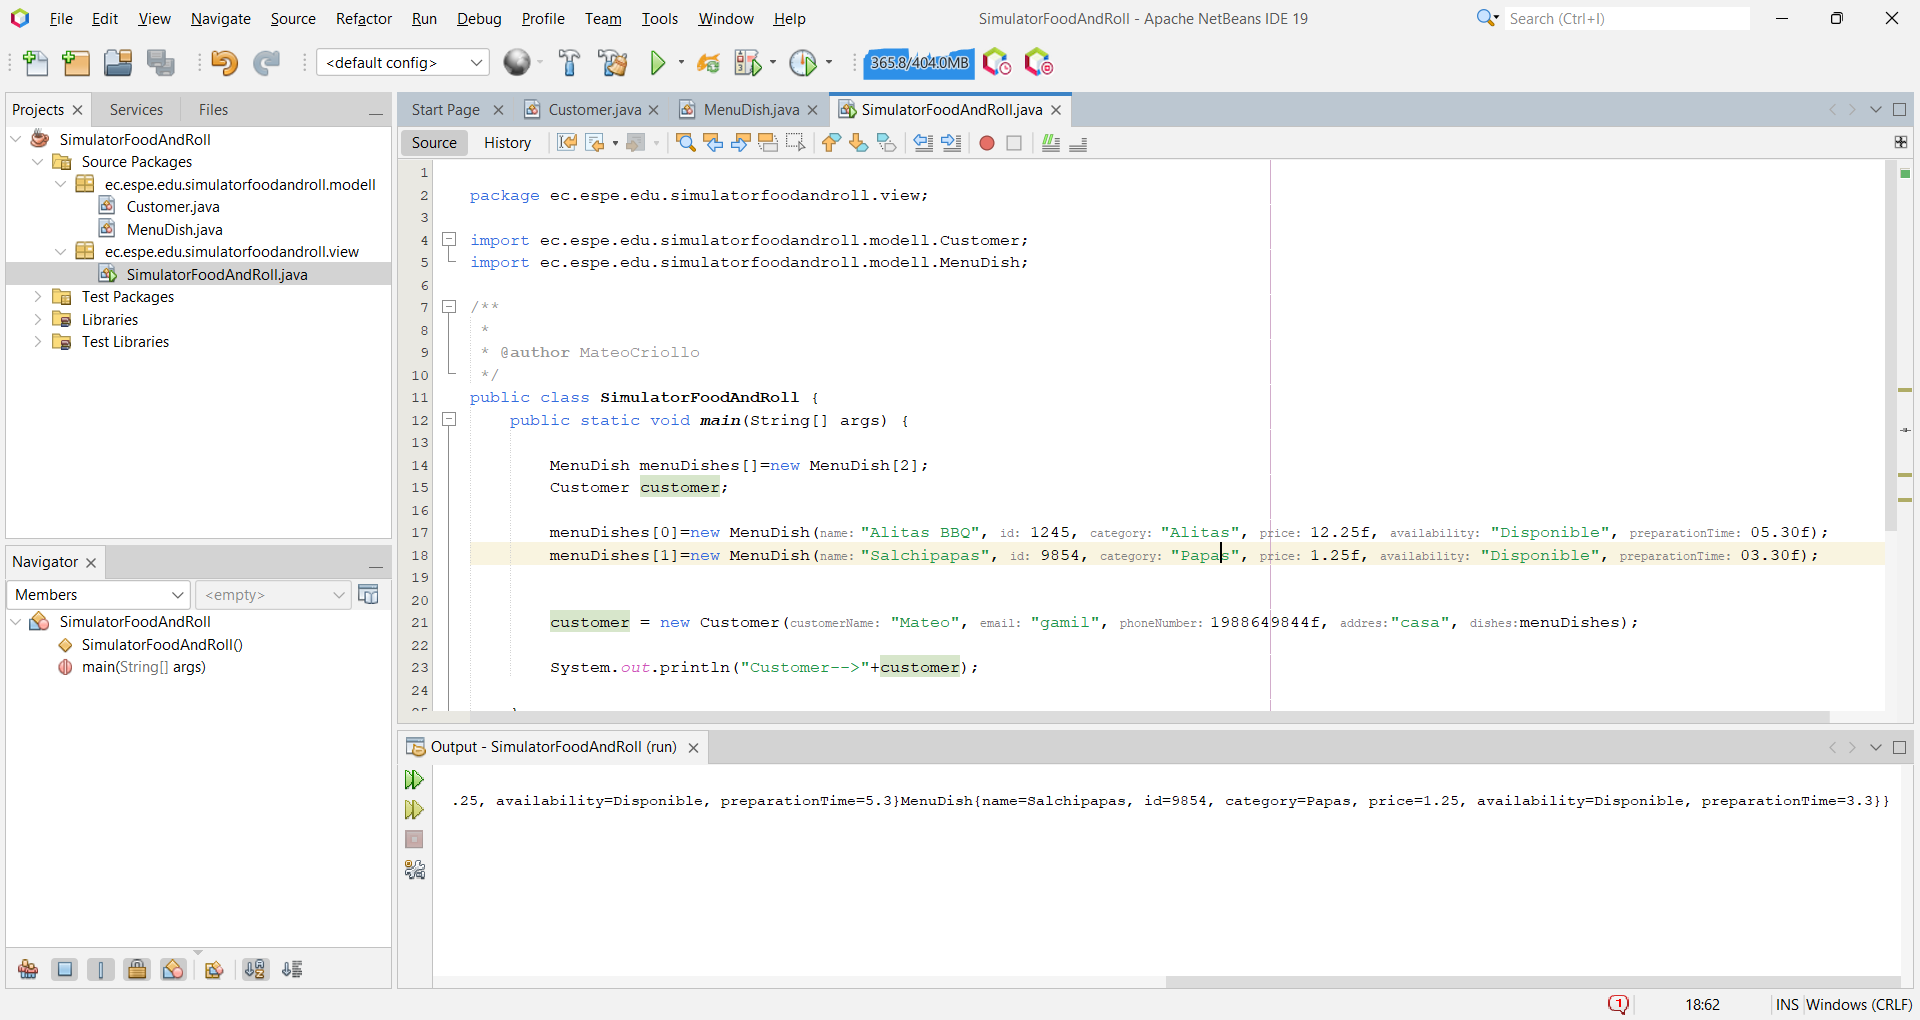 File Edit View Navigate Source Refactor Run Debug Profile Team Tools Window Help
SimulatorFoodAndRoll - Apache NetBeans IDE 19
Search (Ctrl+I)
<default config>
365.8/404.0MB
Projects
Services
Files
SimulatorFoodAndRoll
Source Packages
ec.espe.edu.simulatorfoodandroll.modell
Customer.java
MenuDish.java
ec.espe.edu.simulatorfoodandroll.view
SimulatorFoodAndRoll.java
Test Packages
Libraries
Test Libraries
Navigator
Members
<empty>
SimulatorFoodAndRoll
SimulatorFoodAndRoll()
main(String[] args)
Start Page
Customer.java
MenuDish.java
SimulatorFoodAndRoll.java
Source
History
1
2 package ec.espe.edu.simulatorfoodandroll.view;
3
4 import ec.espe.edu.simulatorfoodandroll.modell.Customer;
5 import ec.espe.edu.simulatorfoodandroll.modell.MenuDish;
6
7 /**
8 *
9 * @author MateoCriollo
10 */
11 public class SimulatorFoodAndRoll {
12 public static void main(String[] args) {
13
14 MenuDish menuDishes[]=new MenuDish[2];
15 Customer customer;
16
17 menuDishes[0]=new MenuDish(name: "Alitas BBQ", id: 1245, category: "Alitas", price: 12.25f, availability: "Disponible", preparationTime: 05.30f);
18 menuDishes[1]=new MenuDish(name: "Salchipapas", id: 9854, category: "Papas", price: 1.25f, availability: "Disponible", preparationTime: 03.30f);
19
20
21 customer = new Customer(customerName: "Mateo", email: "gamil", phoneNumber: 1988649844f, addres:"casa", dishes:menuDishes);
22
23 System.out.println("Customer-->"+customer);
24
Output - SimulatorFoodAndRoll (run)
.25, availability=Disponible, preparationTime=5.3}MenuDish{name=Salchipapas, id=9854, category=Papas, price=1.25, availability=Disponible, preparationTime=3.3}}
1
18:62
INS
Windows (CRLF)